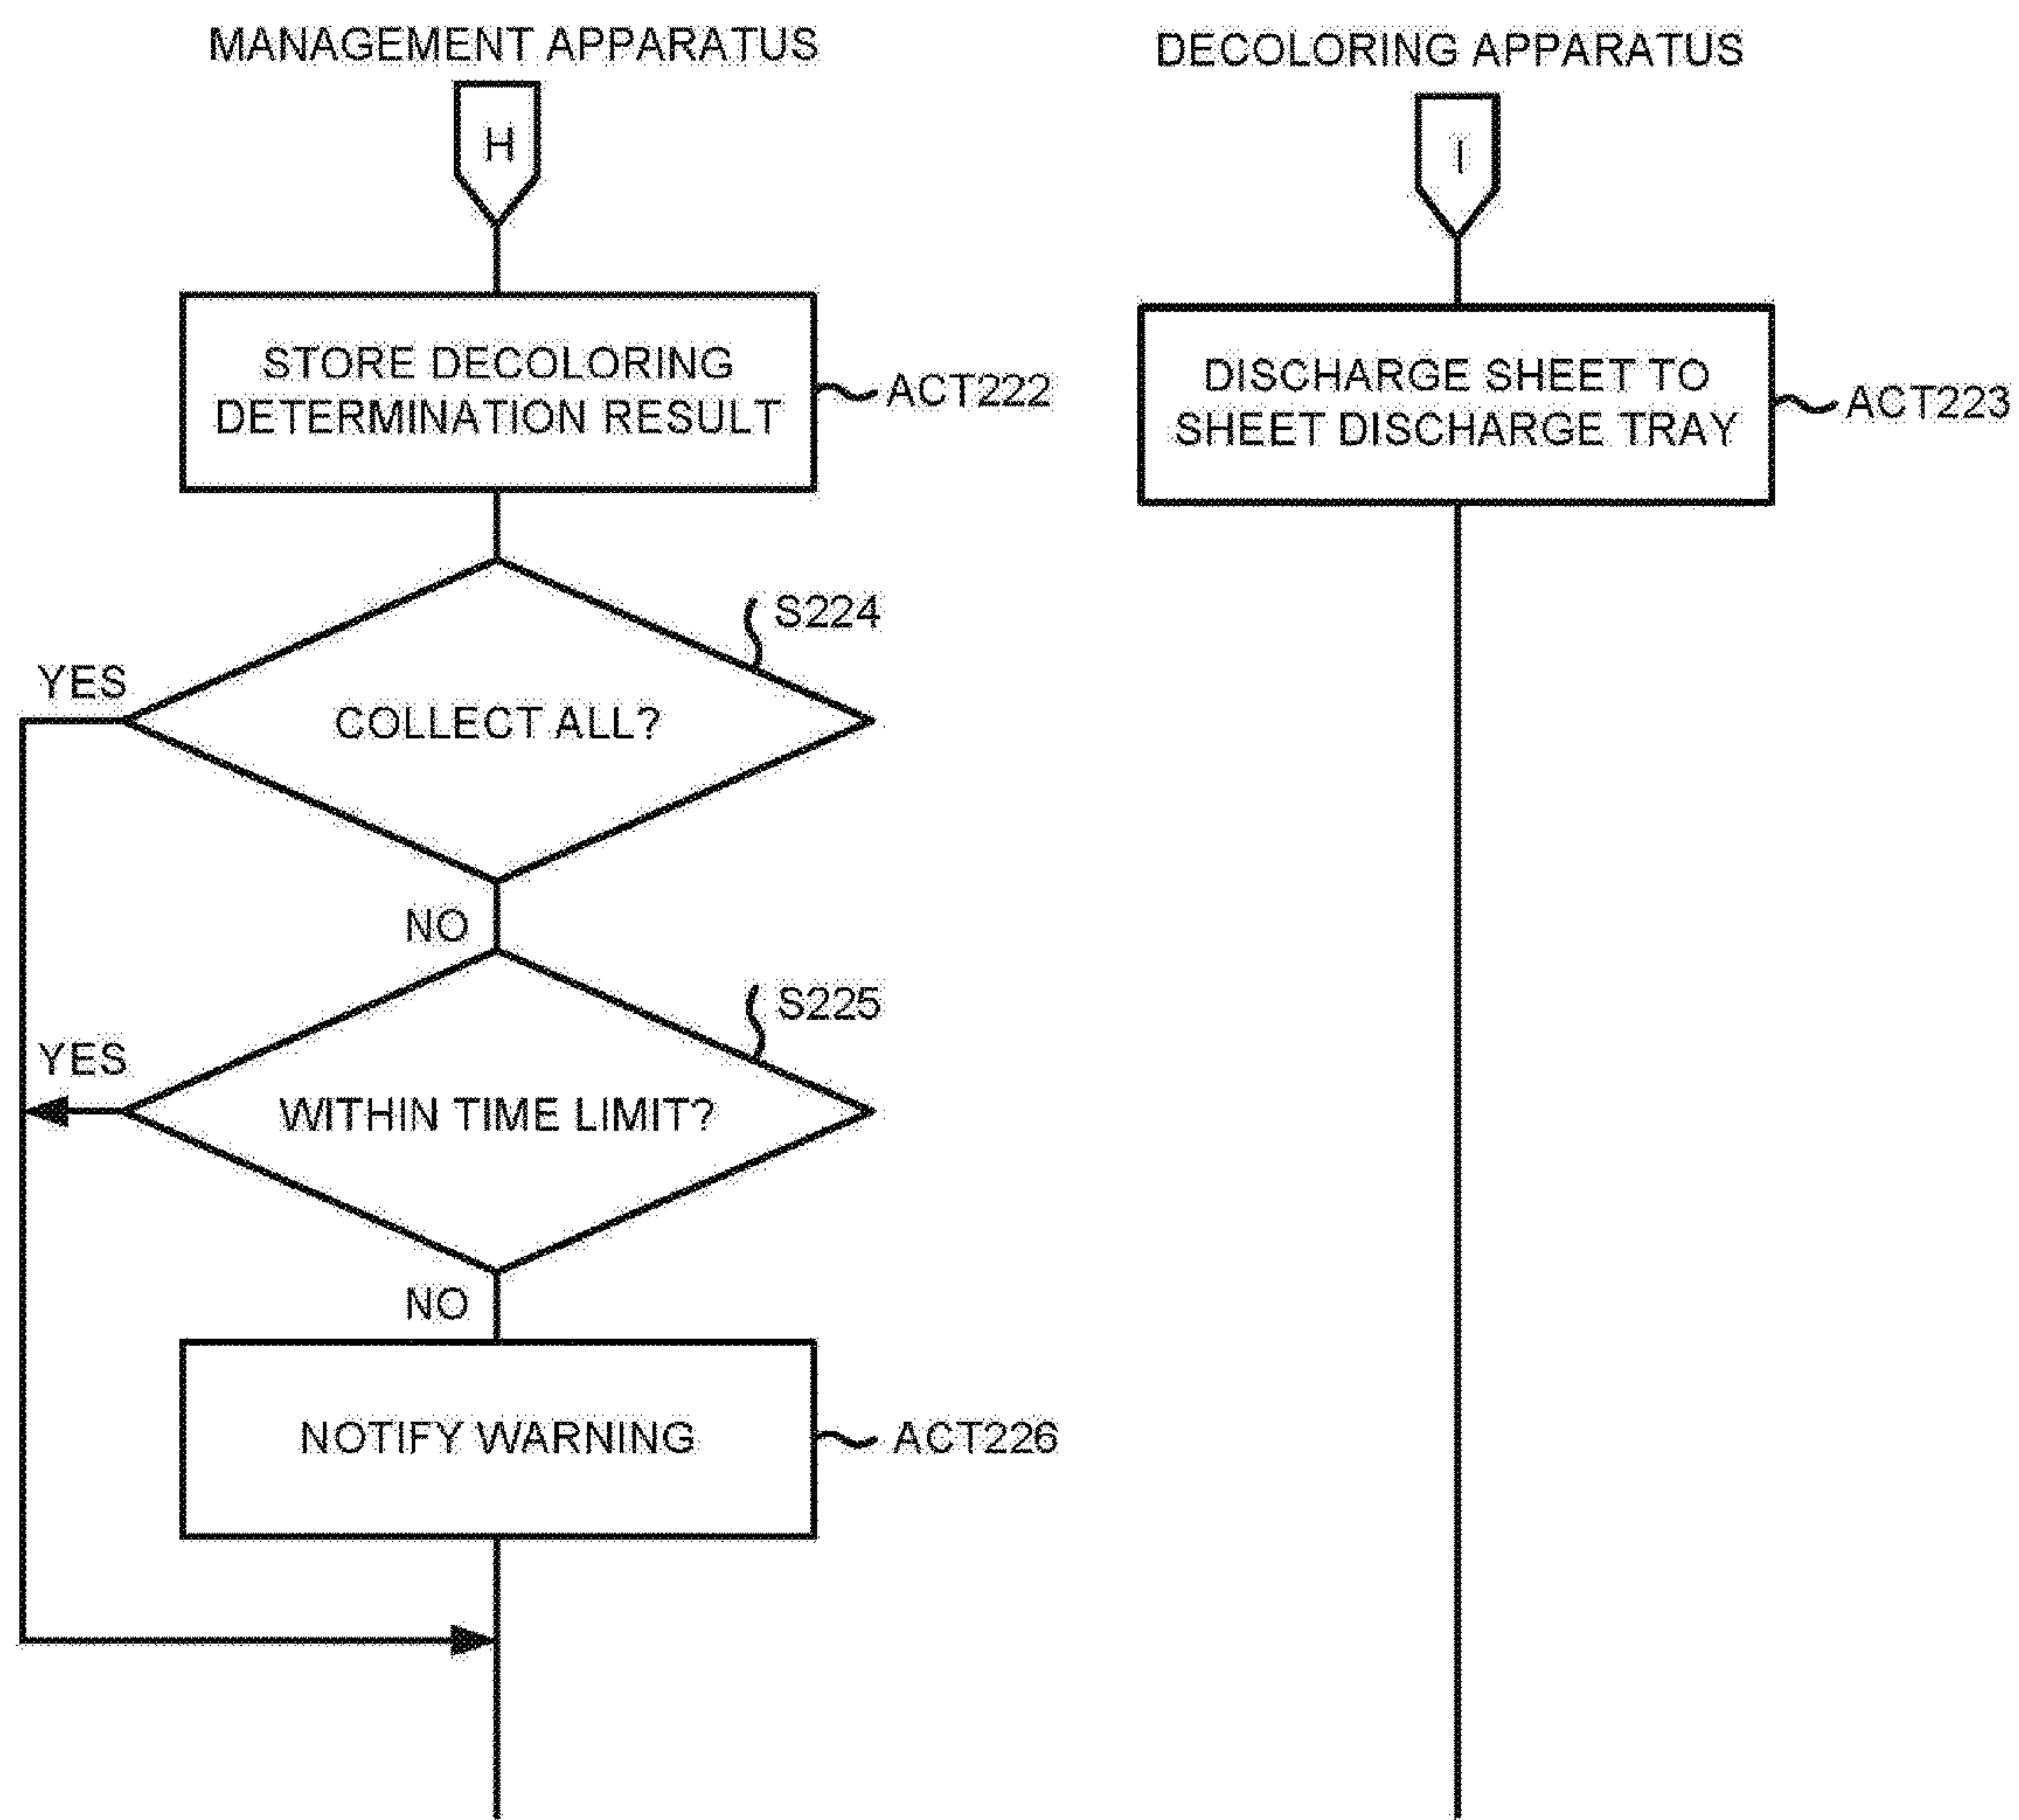 MANAGEMENT APPARATUS
H
STORE DECOLORING
DETERMINATION RESULT
ACT222
S224
YES
COLLECT ALL?
NO
S225
YES
WITHIN TIME LIMIT?
NO
NOTIFY WARNING
ACT226
DECOLORING APPARATUS
I
DISCHARGE SHEET TO
SHEET DISCHARGE TRAY
ACT223